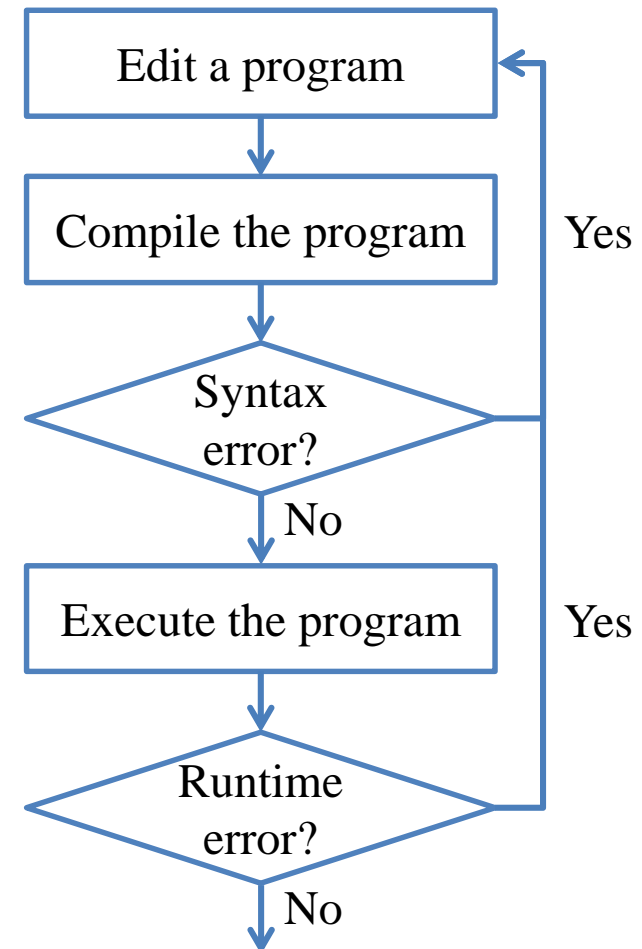 Edit a program
Compile the program
Yes
Syntax
error?
No
Execute the program
Yes
Runtime
error?
No